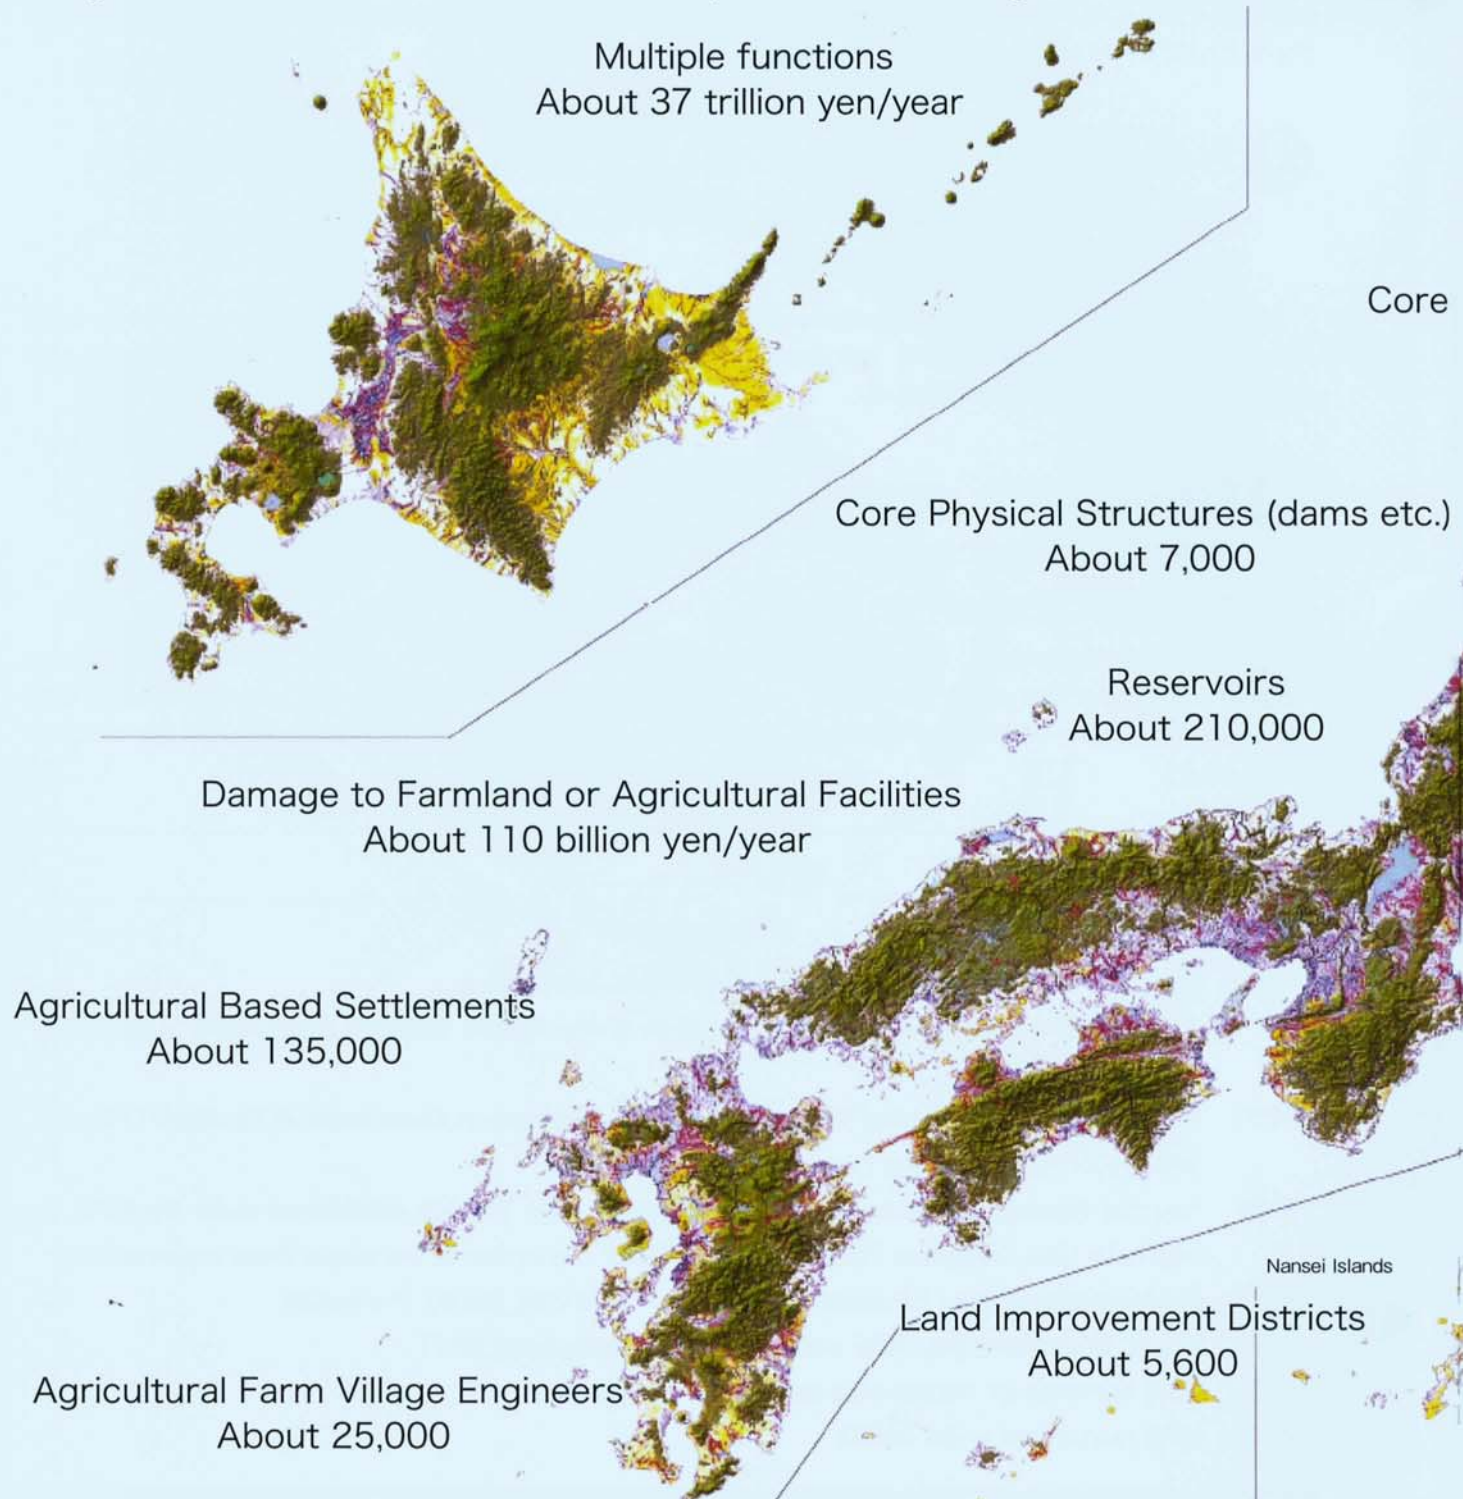 Multiple functions
About 37 trillion yen/year
Core
Core Physical Structures (dams etc.)
About 7,000
Reservoirs
About 210,000
Damage to Farmland or Agricultural Facilities
About 110 billion yen/year
Agricultural Based Settlements
About 135,000
Nansei Islands
Land Improvement Districts
About 5,600
Agricultural Farm Village Engineers
About 25,000